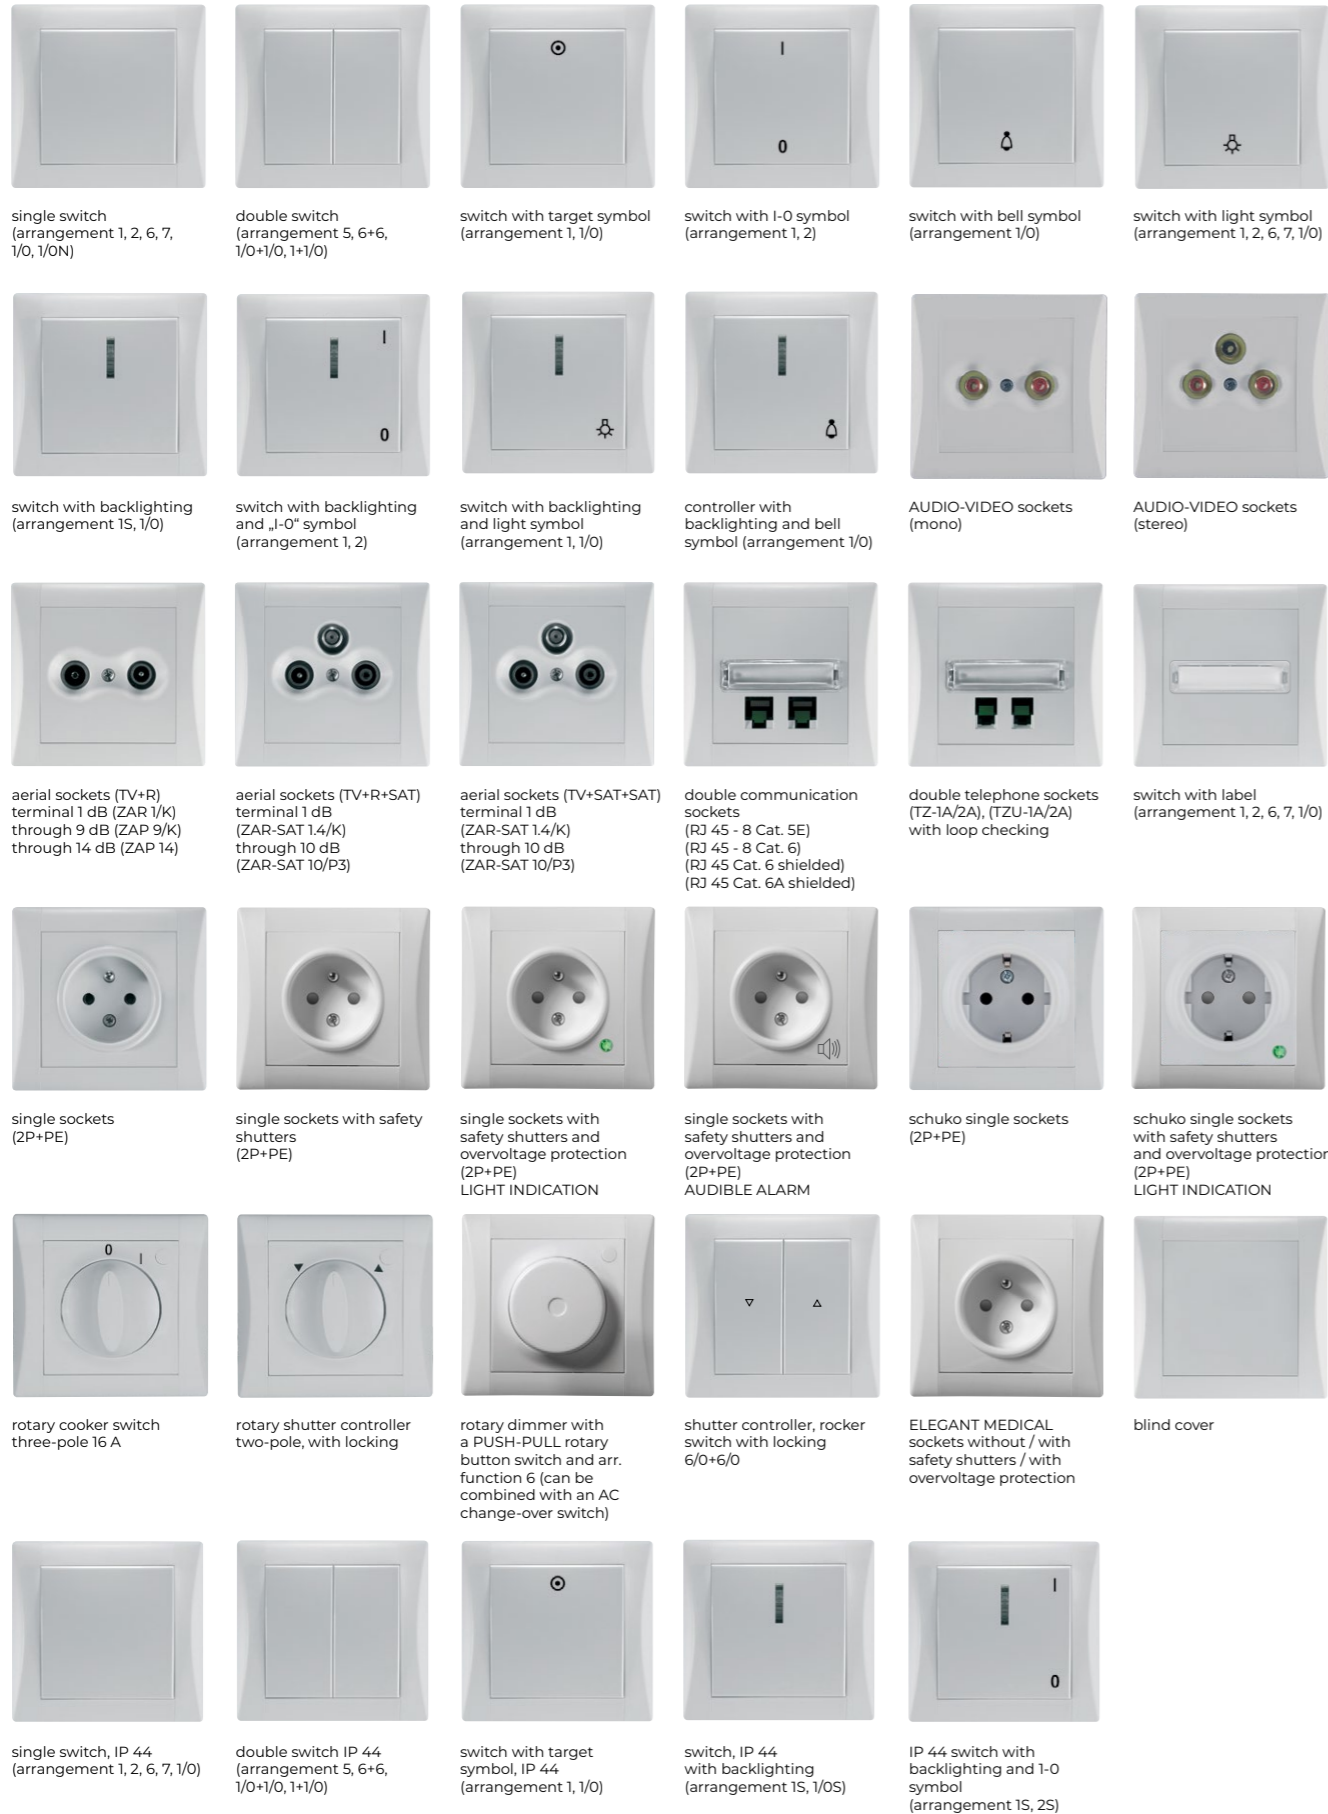 I
0
single switch
(arrangement 1, 2, 6, 7,
1/0, 1/0N)
double switch
(arrangement 5, 6+6,
1/0+1/0, 1+1/0)
switch with target symbol
(arrangement 1, 1/0)
switch with I-0 symbol
(arrangement 1, 2)
switch with bell symbol
(arrangement 1/0)
switch with light symbol
(arrangement 1, 2, 6, 7, 1/0)
I
0
switch with backlighting
(arrangement 1S, 1/0)
switch with backlighting
and „I-0“ symbol
(arrangement 1, 2)
switch with backlighting
and light symbol
(arrangement 1, 1/0)
controller with
backlighting and bell
symbol (arrangement 1/0)
AUDIO-VIDEO sockets
(mono)
AUDIO-VIDEO sockets
(stereo)
aerial sockets (TV+R)
terminal 1 dB (ZAR 1/K)
through 9 dB (ZAP 9/K)
through 14 dB (ZAP 14)
aerial sockets (TV+R+SAT)
terminal 1 dB
(ZAR-SAT 1.4/K)
through 10 dB
(ZAR-SAT 10/P3)
aerial sockets (TV+SAT+SAT)
terminal 1 dB
(ZAR-SAT 1.4/K)
through 10 dB
(ZAR-SAT 10/P3)
double communication
sockets
(RJ 45 - 8 Cat. 5E)
(RJ 45 - 8 Cat. 6)
(RJ 45 Cat. 6 shielded)
(RJ 45 Cat. 6A shielded)
double telephone sockets
(TZ-1A/2A), (TZU-1A/2A)
with loop checking
switch with label
(arrangement 1, 2, 6, 7, 1/0)
single sockets
(2P+PE)
single sockets with safety
shutters
(2P+PE)
single sockets with
safety shutters and
overvoltage protection
(2P+PE)
LIGHT INDICATION
single sockets with
safety shutters and
overvoltage protection
(2P+PE)
AUDIBLE ALARM
schuko single sockets
(2P+PE)
schuko single sockets
with safety shutters
and overvoltage protection
(2P+PE)
LIGHT INDICATION
0
I
rotary cooker switch
three-pole 16 A
rotary shutter controller
two-pole, with locking
rotary dimmer with
a PUSH-PULL rotary
button switch and arr.
function 6 (can be
combined with an AC
change-over switch)
shutter controller, rocker
switch with locking
6/0+6/0
ELEGANT MEDICAL
sockets without / with
safety shutters / with
overvoltage protection
blind cover
I
0
single switch, IP 44
(arrangement 1, 2, 6, 7, 1/0)
double switch IP 44
(arrangement 5, 6+6,
1/0+1/0, 1+1/0)
switch with target
symbol, IP 44
(arrangement 1, 1/0)
switch, IP 44
with backlighting
(arrangement 1S, 1/0S)
IP 44 switch with
backlighting and 1-0
symbol
(arrangement 1S, 2S)